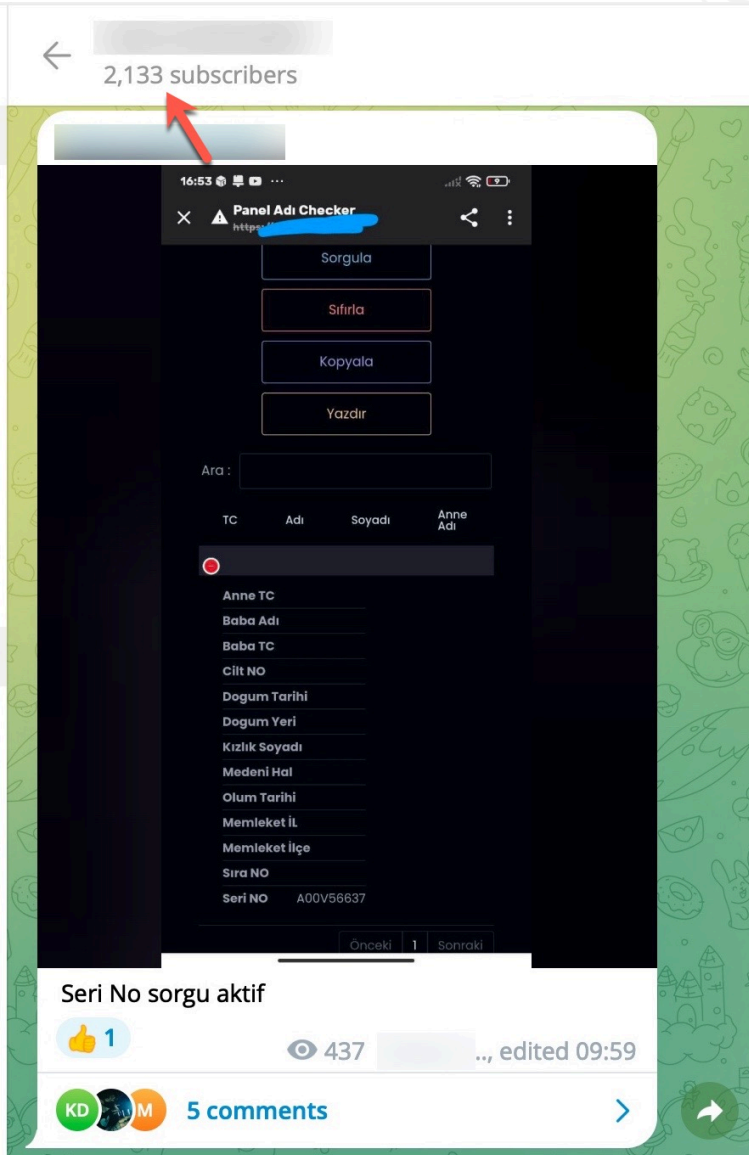 2,133 subscribers
16:53
Panel Adı Checker
https:/
Sorgula
Sıfırla
Kopyala
Yazdır
Ara :
TC Adı Soyadı Anne Adı
Anne TC
Baba Adı
Baba TC
Cilt NO
Dogum Tarihi
Dogum Yeri
Kızlık Soyadı
Medeni Hal
Olum Tarihi
Memleket İL
Memleket İlçe
Sıra NO
Seri NO A00V56637
Önceki 1 Sonraki
Seri No sorgu aktif
👍 1
437 .., edited 09:59
KD M 5 comments